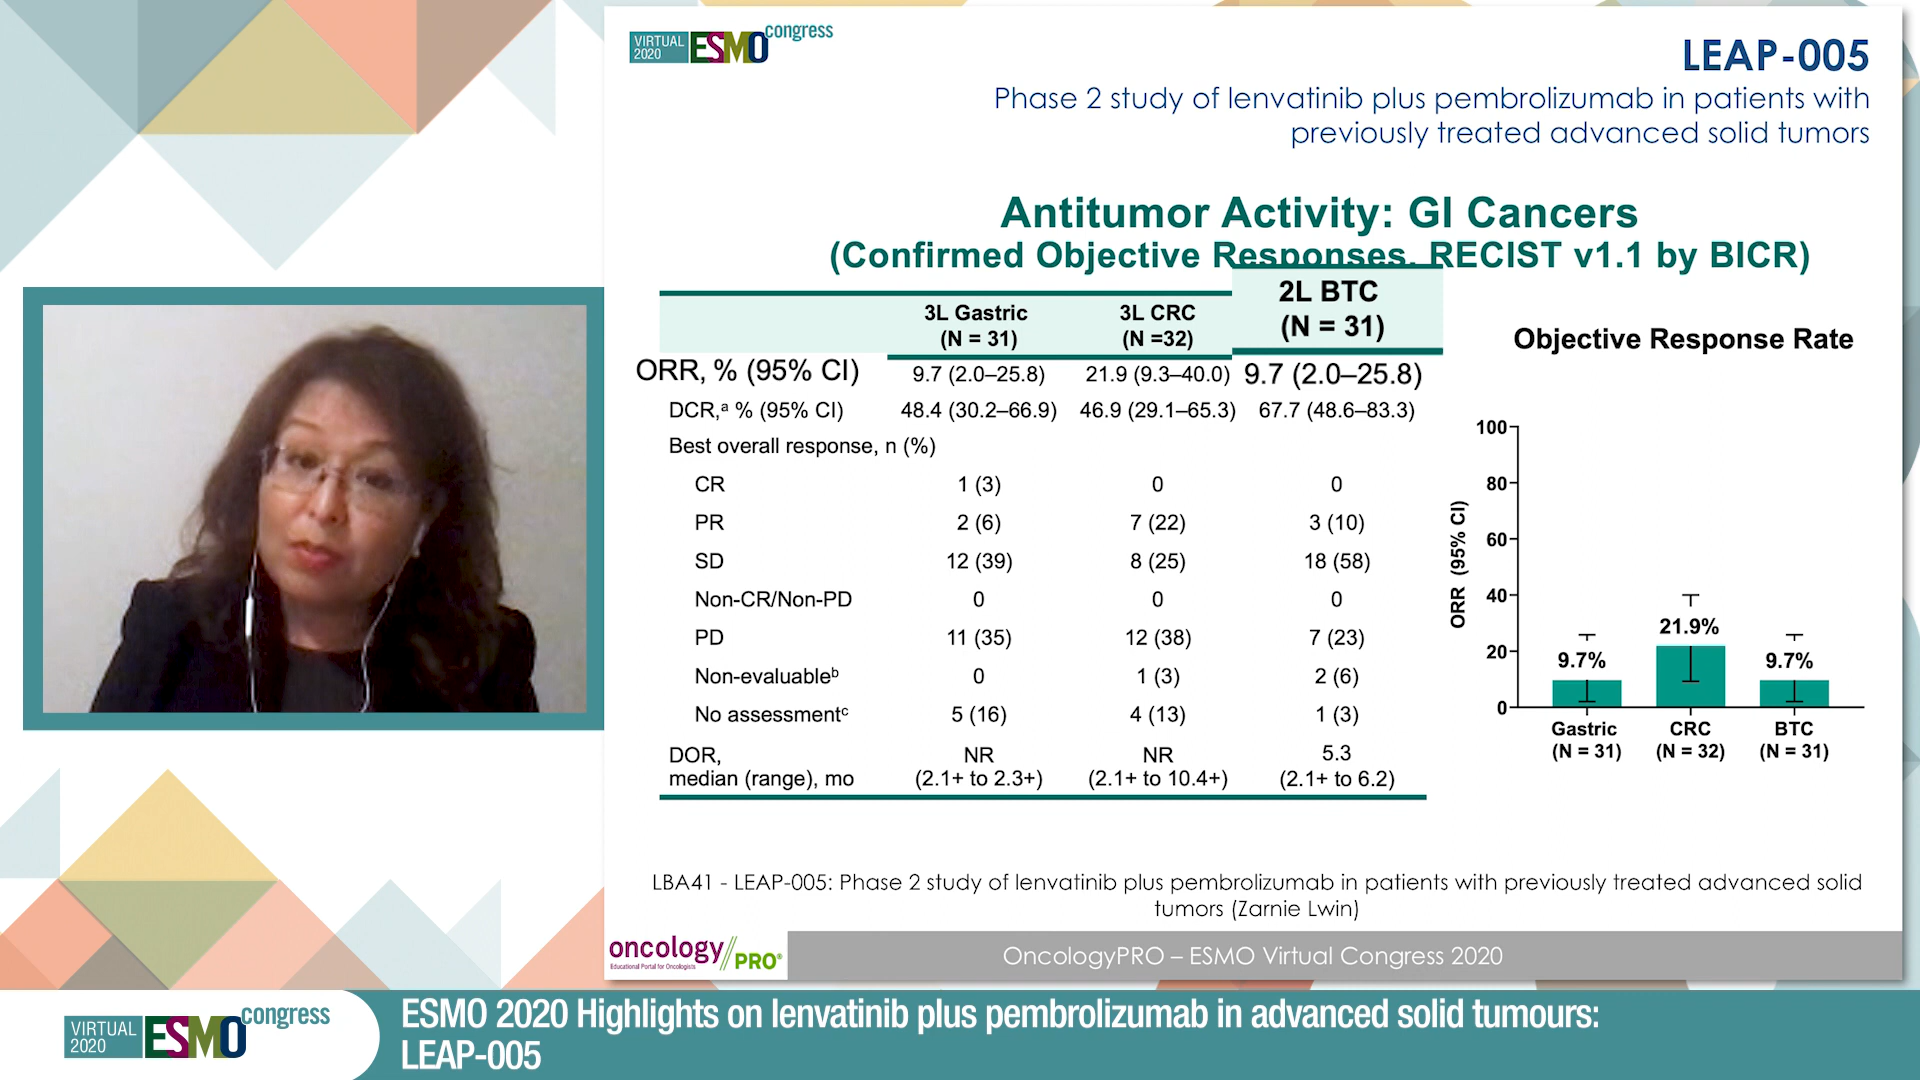 VIRTUAL
2020
ESMO congress
LEAP-005
Phase 2 study of lenvatinib plus pembrolizumab in patients with
previously treated advanced solid tumors
Antitumor Activity: GI Cancers
(Confirmed Objective Responses, RECIST v1.1 by BICR)
3L Gastric
(N = 31)
3L CRC
(N =32)
2L BTC
(N = 31)
ORR, % (95% CI) 9.7 (2.0–25.8) 21.9 (9.3–40.0) 9.7 (2.0–25.8)
DCR,ᵃ % (95% CI) 48.4 (30.2–66.9) 46.9 (29.1–65.3) 67.7 (48.6–83.3)
Best overall response, n (%)
CR 1 (3) 0 0
PR 2 (6) 7 (22) 3 (10)
SD 12 (39) 8 (25) 18 (58)
Non-CR/Non-PD 0 0 0
PD 11 (35) 12 (38) 7 (23)
Non-evaluableᵇ 0 1 (3) 2 (6)
No assessmentᶜ 5 (16) 4 (13) 1 (3)
DOR, NR NR 5.3
median (range), mo (2.1+ to 2.3+) (2.1+ to 10.4+) (2.1+ to 6.2)
Objective Response Rate
ORR (95% CI)
100
80
60
40
20
0
9.7%
21.9%
9.7%
Gastric
(N = 31)
CRC
(N = 32)
BTC
(N = 31)
LBA41 - LEAP-005: Phase 2 study of lenvatinib plus pembrolizumab in patients with previously treated advanced solid
tumors (Zarnie Lwin)
oncology//PRO®
Educational Portal for Oncologists
OncologyPRO – ESMO Virtual Congress 2020
VIRTUAL
2020
ESMO congress
ESMO 2020 Highlights on lenvatinib plus pembrolizumab in advanced solid tumours:
LEAP-005